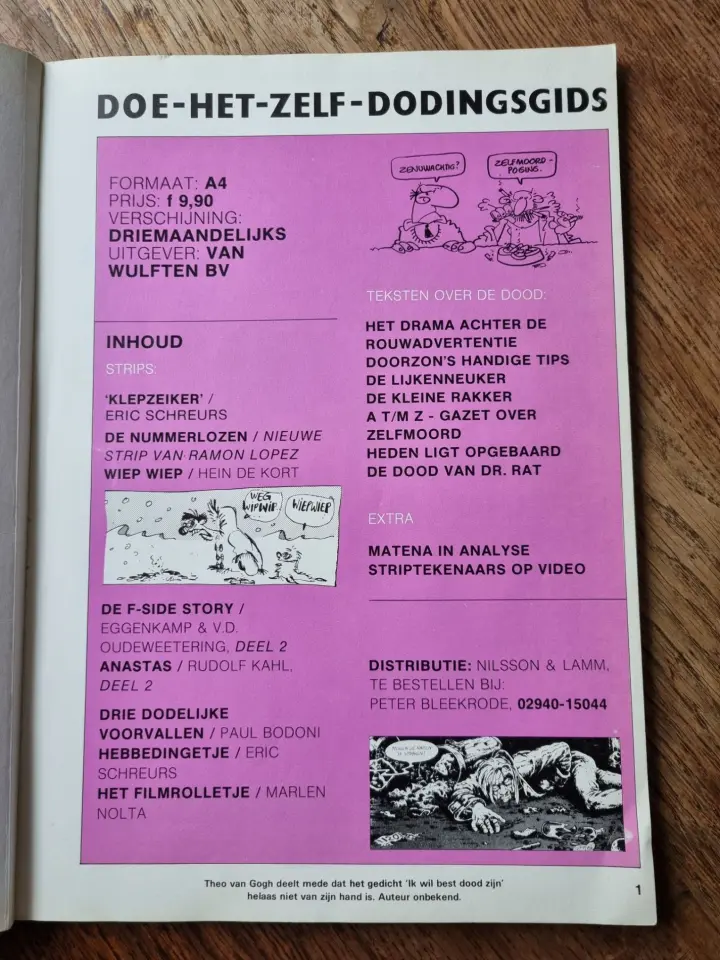 DOE-HET-ZELF-DODINGSGIDS
FORMAAT: A4
PRIJS: f 9,90
VERSCHIJNING:
DRIEMAANDELIJKS
UITGEVER: VAN
WULFTEN BV
INHOUD
STRIPS:
'KLEPZEIKER' /
ERIC SCHREURS
DE NUMMERLOZEN / NIEUWE
STRIP VAN RAMON LOPEZ
WIEP WIEP / HEIN DE KORT
WEG
WIEPWIEP
DE F-SIDE STORY /
EGGENKAMP & V.D.
OUDEWEETERING, DEEL 2
ANASTAS / RUDOLF KAHL,
DEEL 2
DRIE DODELIJKE
VOORVALLEN / PAUL BODONI
HEBBEDINGETJE / ERIC
SCHREURS
HET FILMROLLETJE / MARLEN
NOLTA
ZENUWACHTIG?
ZELFMOORD-
POGING.
TEKSTEN OVER DE DOOD:
HET DRAMA ACHTER DE
ROUWADVERTENTIE
DOORZON'S HANDIGE TIPS
DE LIJKENNEUKER
DE KLEINE RAKKER
A T/M Z - GAZET OVER
ZELFMOORD
HEDEN LIGT OPGEBAARD
DE DOOD VAN DR. RAT
EXTRA
MATENA IN ANALYSE
STRIPTEKENAARS OP VIDEO
DISTRIBUTIE: NILSSON & LAMM,
TE BESTELLEN BIJ:
PETER BLEEKRODE, 02940-15044
Theo van Gogh deelt mede dat het gedicht 'Ik wil best dood zijn'
helaas niet van zijn hand is. Auteur onbekend.
1